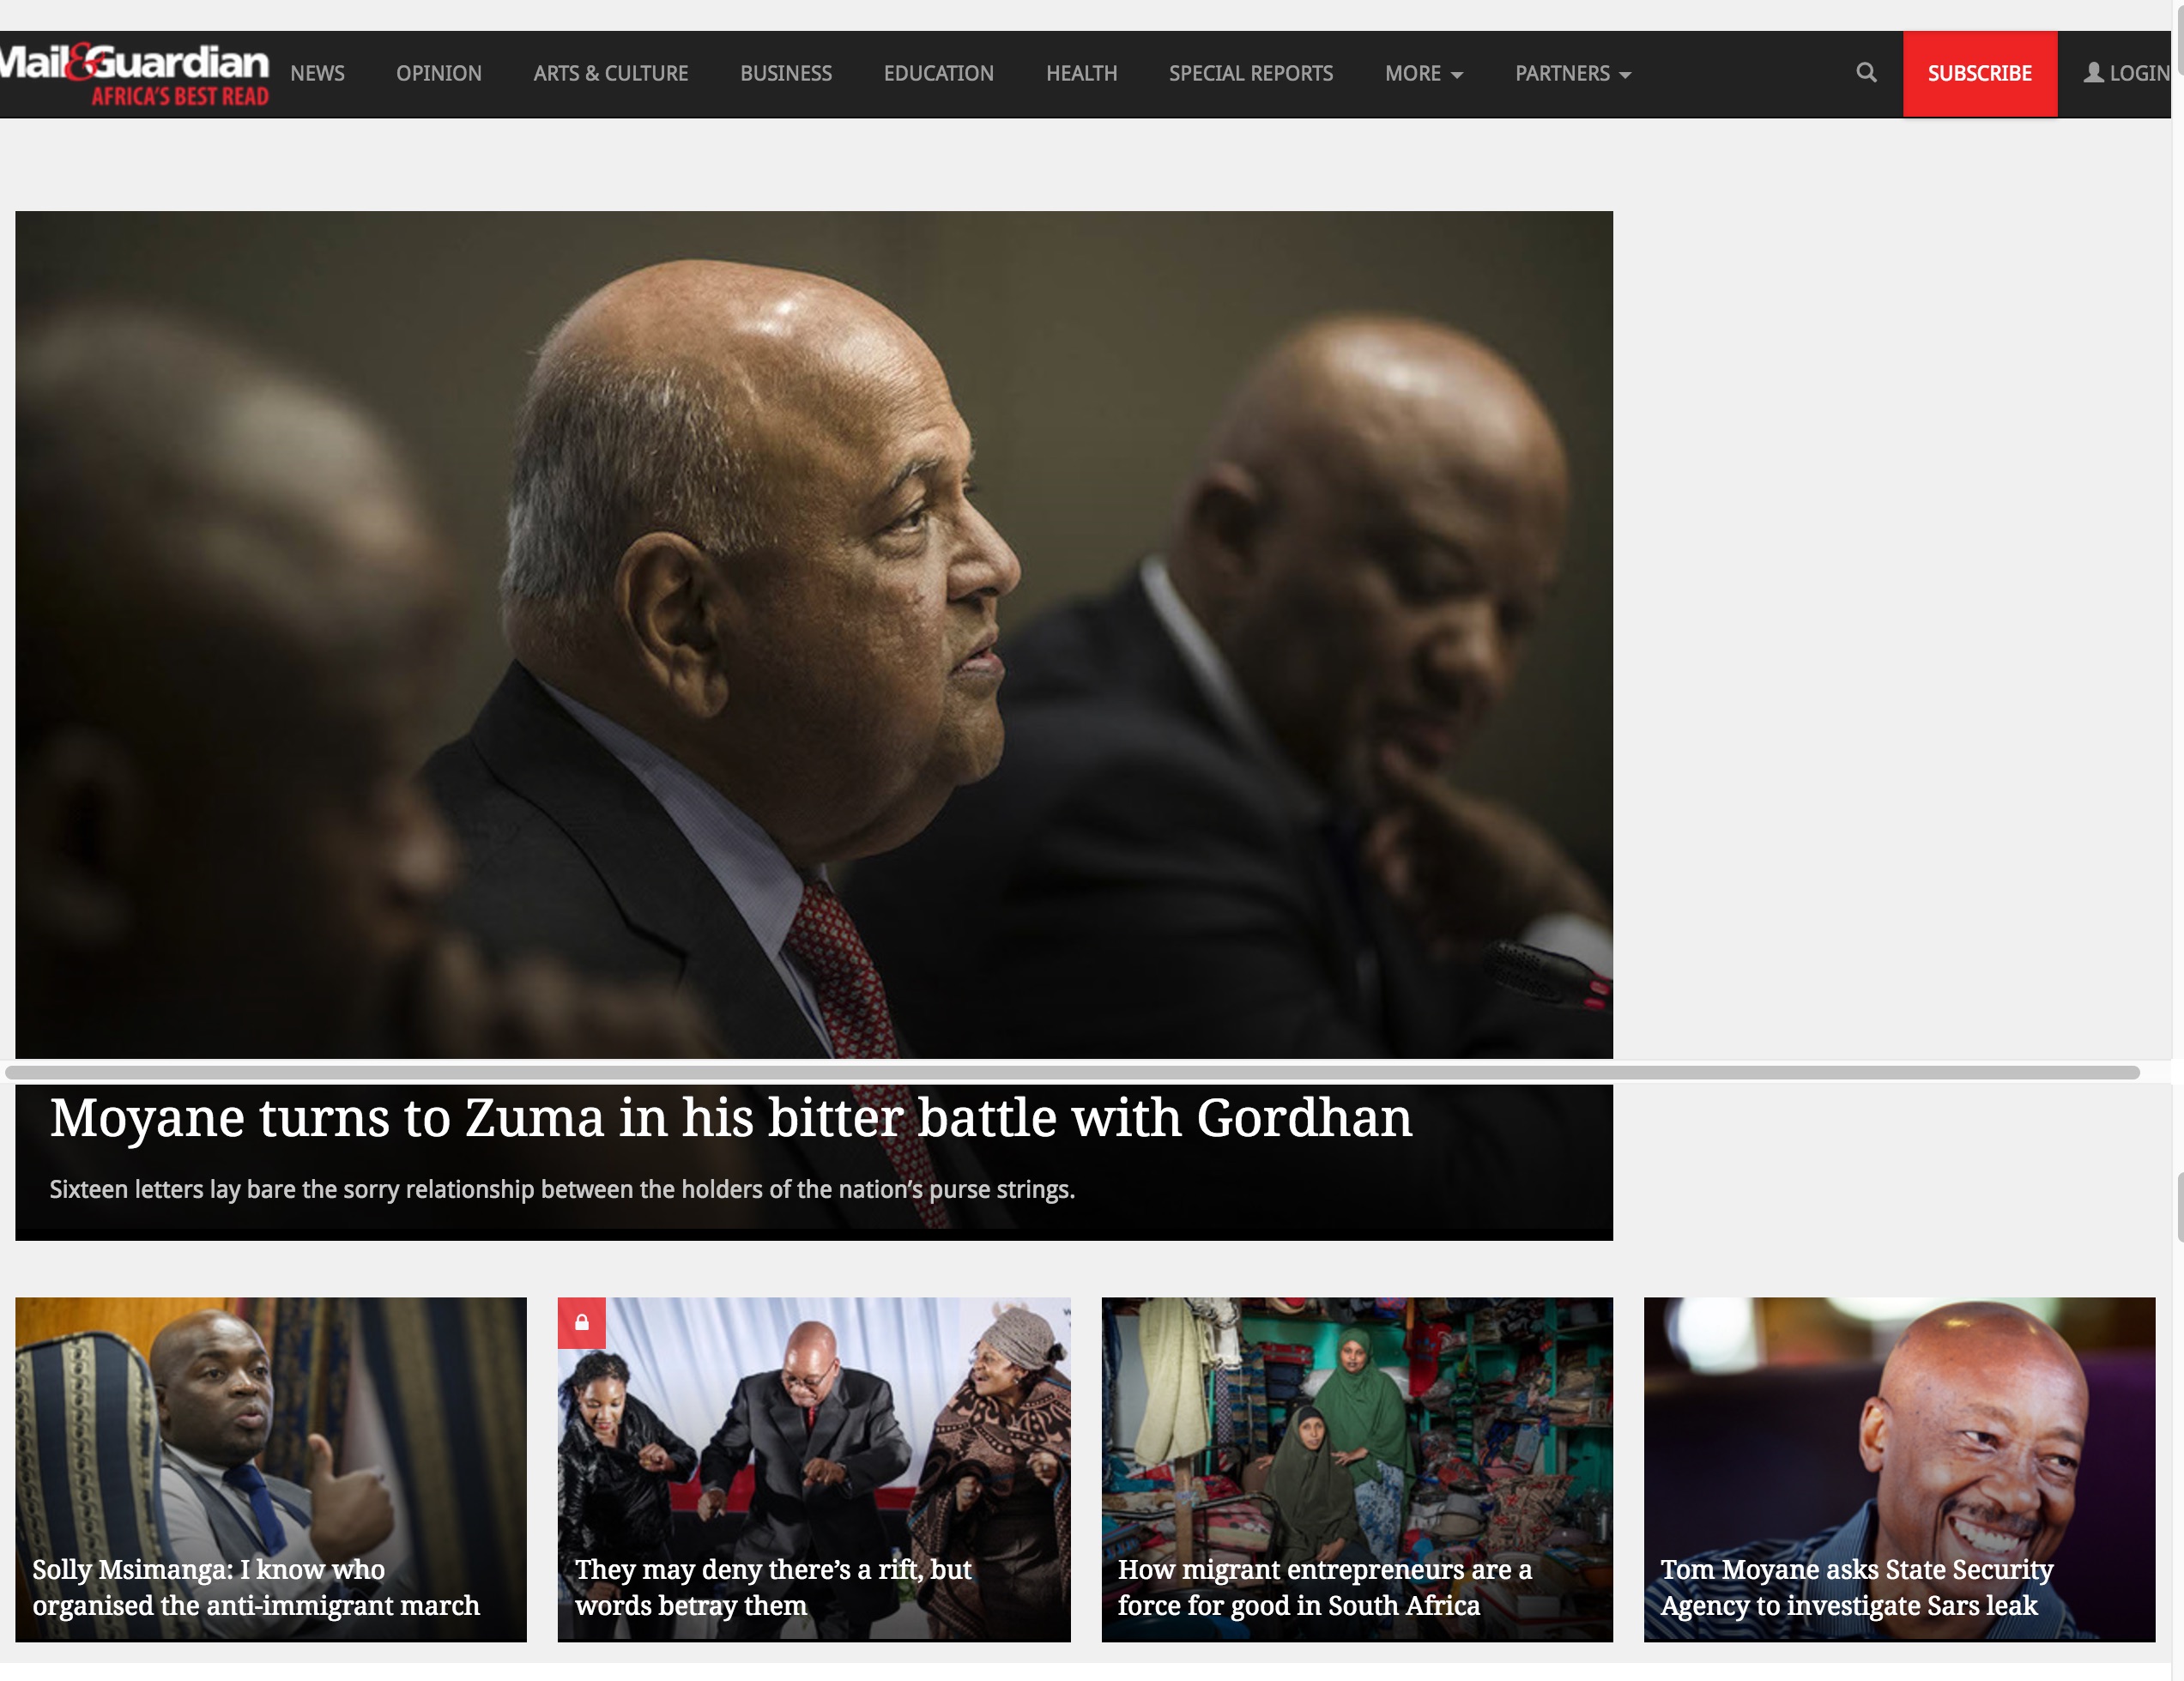 Mail&Guardian
AFRICA'S BEST READ
NEWS OPINION ARTS & CULTURE BUSINESS EDUCATION HEALTH SPECIAL REPORTS MORE PARTNERS SUBSCRIBE LOGIN
Moyane turns to Zuma in his bitter battle with Gordhan
Sixteen letters lay bare the sorry relationship between the holders of the nation’s purse strings.
Solly Msimanga: I know who
organised the anti-immigrant march
They may deny there’s a rift, but
words betray them
How migrant entrepreneurs are a
force for good in South Africa
Tom Moyane asks State Security
Agency to investigate Sars leak